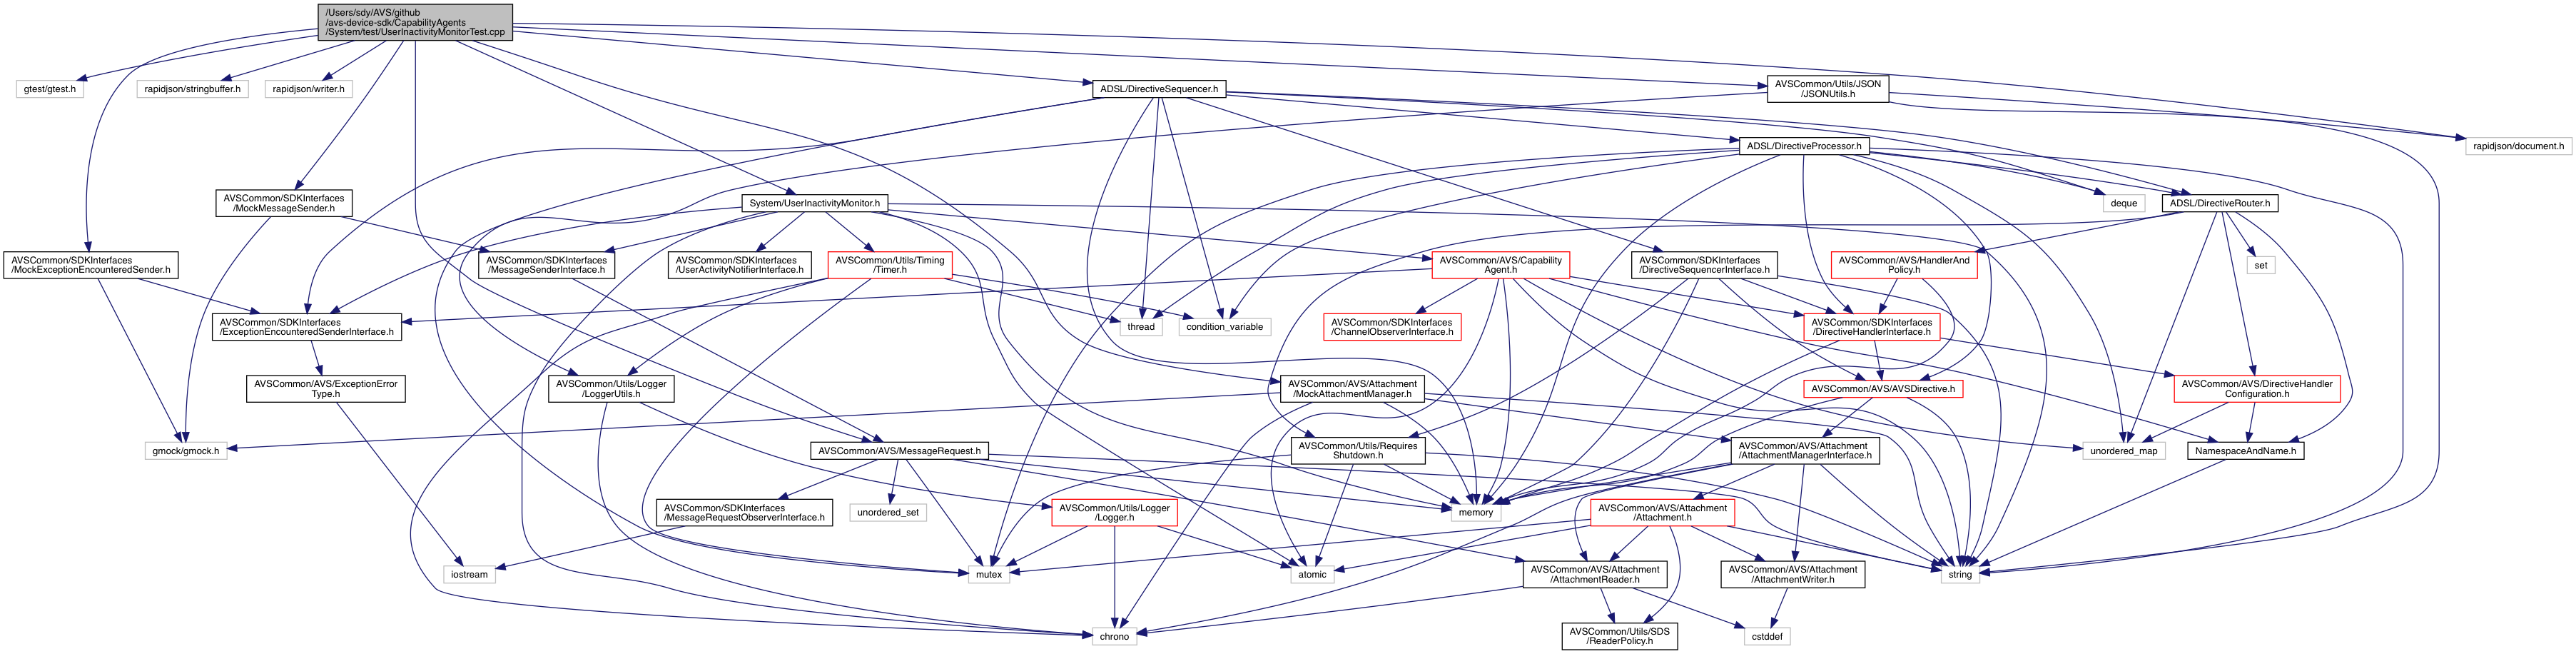 /Users/sdy/AVS/github
/avs-device-sdk/CapabilityAgents
/System/test/UserInactivityMonitorTest.cpp
gtest/gtest.h
rapidjson/stringbuffer.h
rapidjson/writer.h
ADSL/DirectiveSequencer.h
AVSCommon/Utils/JSON
/JSONUtils.h
ADSL/DirectiveProcessor.h
rapidjson/document.h
AVSCommon/SDKInterfaces
/MockMessageSender.h
System/UserInactivityMonitor.h
deque
ADSL/DirectiveRouter.h
AVSCommon/SDKInterfaces
/MockExceptionEncounteredSender.h
AVSCommon/SDKInterfaces
/MessageSenderInterface.h
AVSCommon/SDKInterfaces
/UserActivityNotifierInterface.h
AVSCommon/Utils/Timing
/Timer.h
AVSCommon/AVS/Capability
Agent.h
AVSCommon/SDKInterfaces
/DirectiveSequencerInterface.h
AVSCommon/AVS/HandlerAnd
Policy.h
set
AVSCommon/SDKInterfaces
/ExceptionEncounteredSenderInterface.h
thread
condition_variable
AVSCommon/SDKInterfaces
/ChannelObserverInterface.h
AVSCommon/SDKInterfaces
/DirectiveHandlerInterface.h
AVSCommon/AVS/ExceptionError
Type.h
AVSCommon/Utils/Logger
/LoggerUtils.h
AVSCommon/AVS/Attachment
/MockAttachmentManager.h
AVSCommon/AVS/AVSDirective.h
AVSCommon/AVS/DirectiveHandler
Configuration.h
gmock/gmock.h
AVSCommon/AVS/MessageRequest.h
AVSCommon/Utils/Requires
Shutdown.h
AVSCommon/AVS/Attachment
/AttachmentManagerInterface.h
unordered_map
NamespaceAndName.h
AVSCommon/SDKInterfaces
/MessageRequestObserverInterface.h
unordered_set
AVSCommon/Utils/Logger
/Logger.h
memory
AVSCommon/AVS/Attachment
/Attachment.h
iostream
mutex
atomic
AVSCommon/AVS/Attachment
/AttachmentReader.h
AVSCommon/AVS/Attachment
/AttachmentWriter.h
string
chrono
AVSCommon/Utils/SDS
/ReaderPolicy.h
cstddef